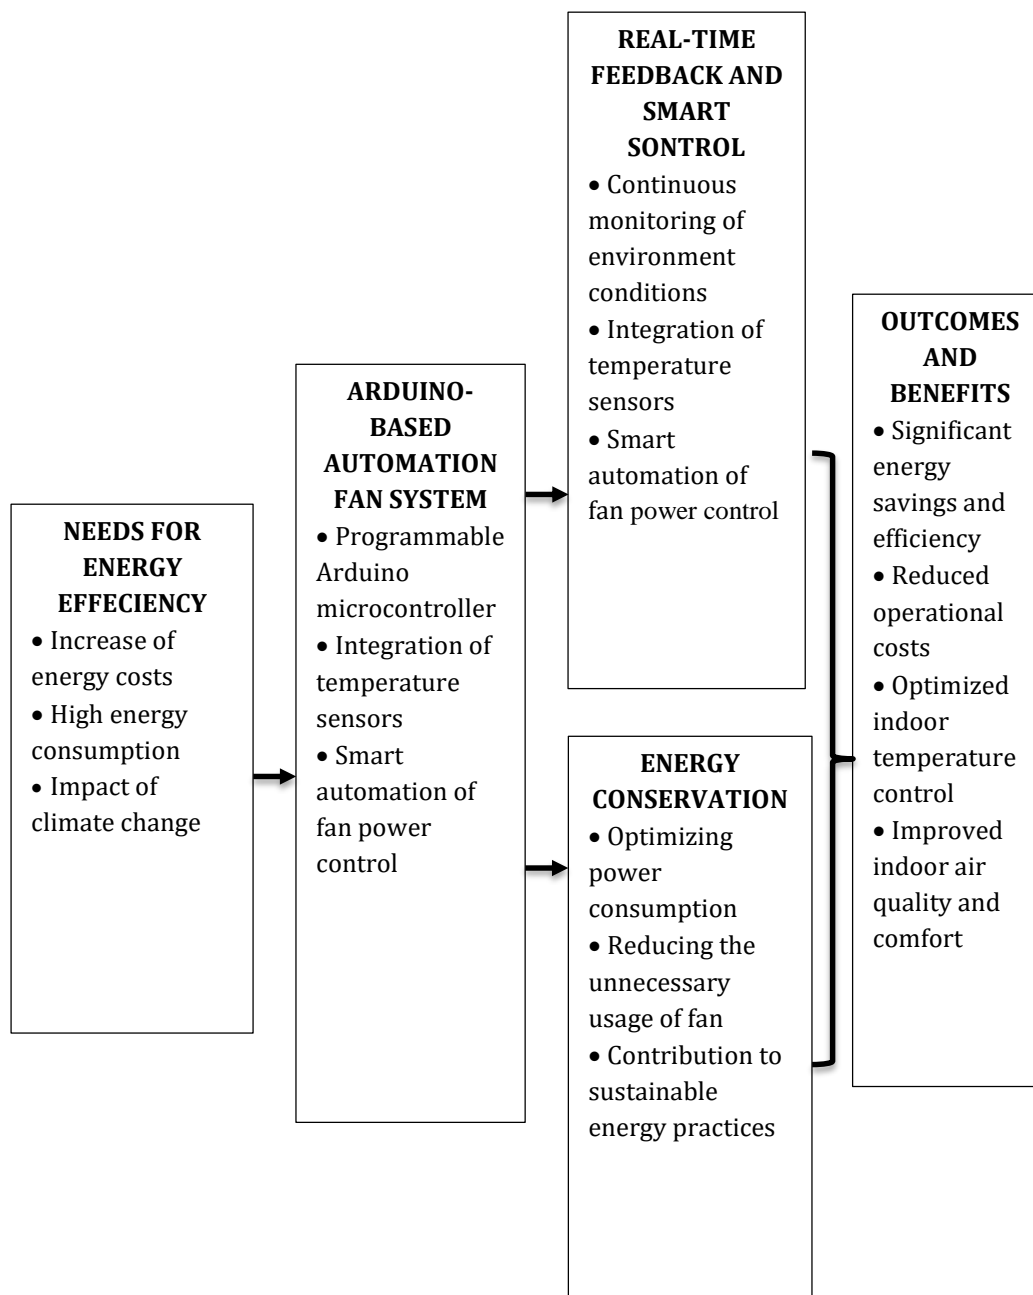 NEEDS FOR
ENERGY
EFFECIENCY
• Increase of
energy costs
• High energy
consumption
• Impact of
climate change
ARDUINO-
BASED
AUTOMATION
FAN SYSTEM
• Programmable
Arduino
microcontroller
• Integration of
temperature
sensors
• Smart
automation of
fan power
control
REAL-TIME
FEEDBACK AND
SMART
SONTROL
• Continuous
monitoring of
environment
conditions
• Integration of
temperature
sensors
• Smart
automation of
fan power control
ENERGY
CONSERVATION
• Optimizing
power
consumption
• Reducing the
unnecessary
usage of fan
• Contribution to
sustainable
energy practices
OUTCOMES
AND
BENEFITS
• Significant
energy
savings and
efficiency
• Reduced
operational
costs
• Optimized
indoor
temperature
control
• Improved
indoor air
quality and
comfort